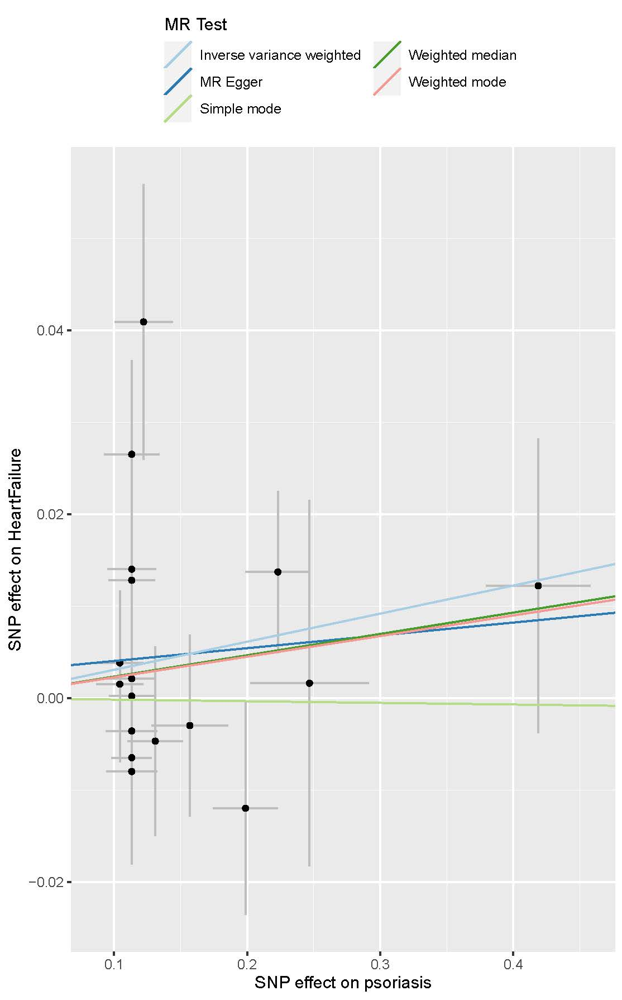 MR Test
Inverse variance weighted
Weighted median
MR Egger
Weighted mode
Simple mode
SNP effect on HeartFailure
0.04
0.02
0.00
−0.02
0.1
0.2
0.3
0.4
SNP effect on psoriasis